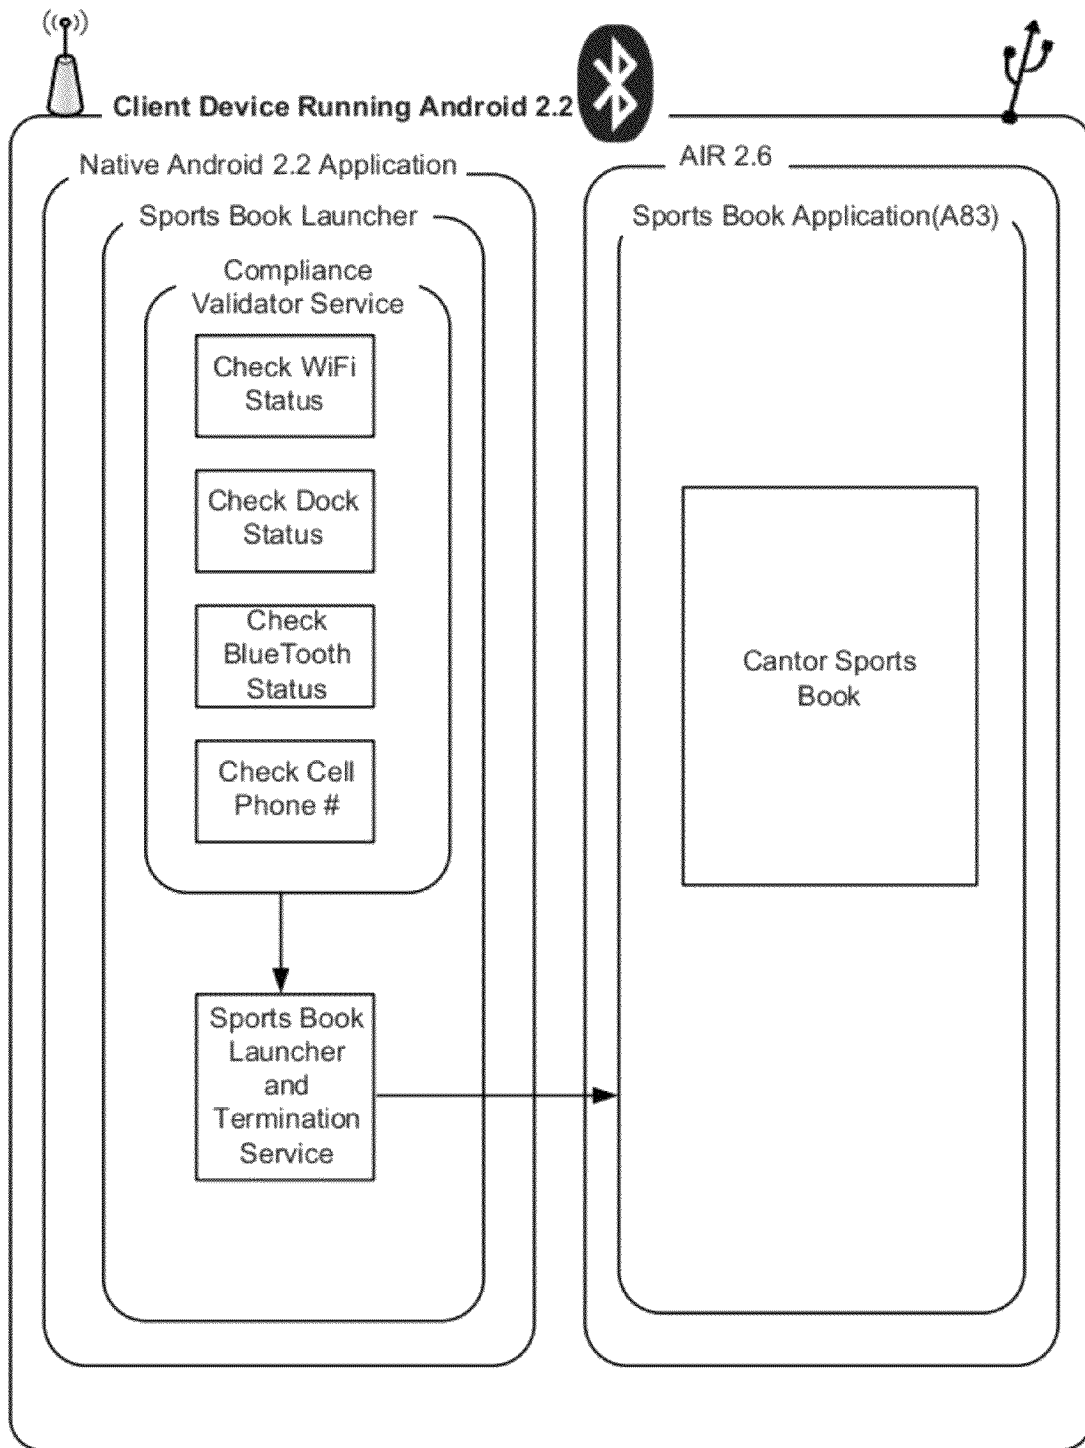 Client Device Running Android 2.2
Native Android 2.2 Application
Sports Book Launcher
Compliance
Validator Service
Check WiFi
Status
Check Dock
Status
Check
BlueTooth
Status
Check Cell
Phone #
Sports Book
Launcher
and
Termination
Service
AIR 2.6
Sports Book Application(A83)
Cantor Sports
Book